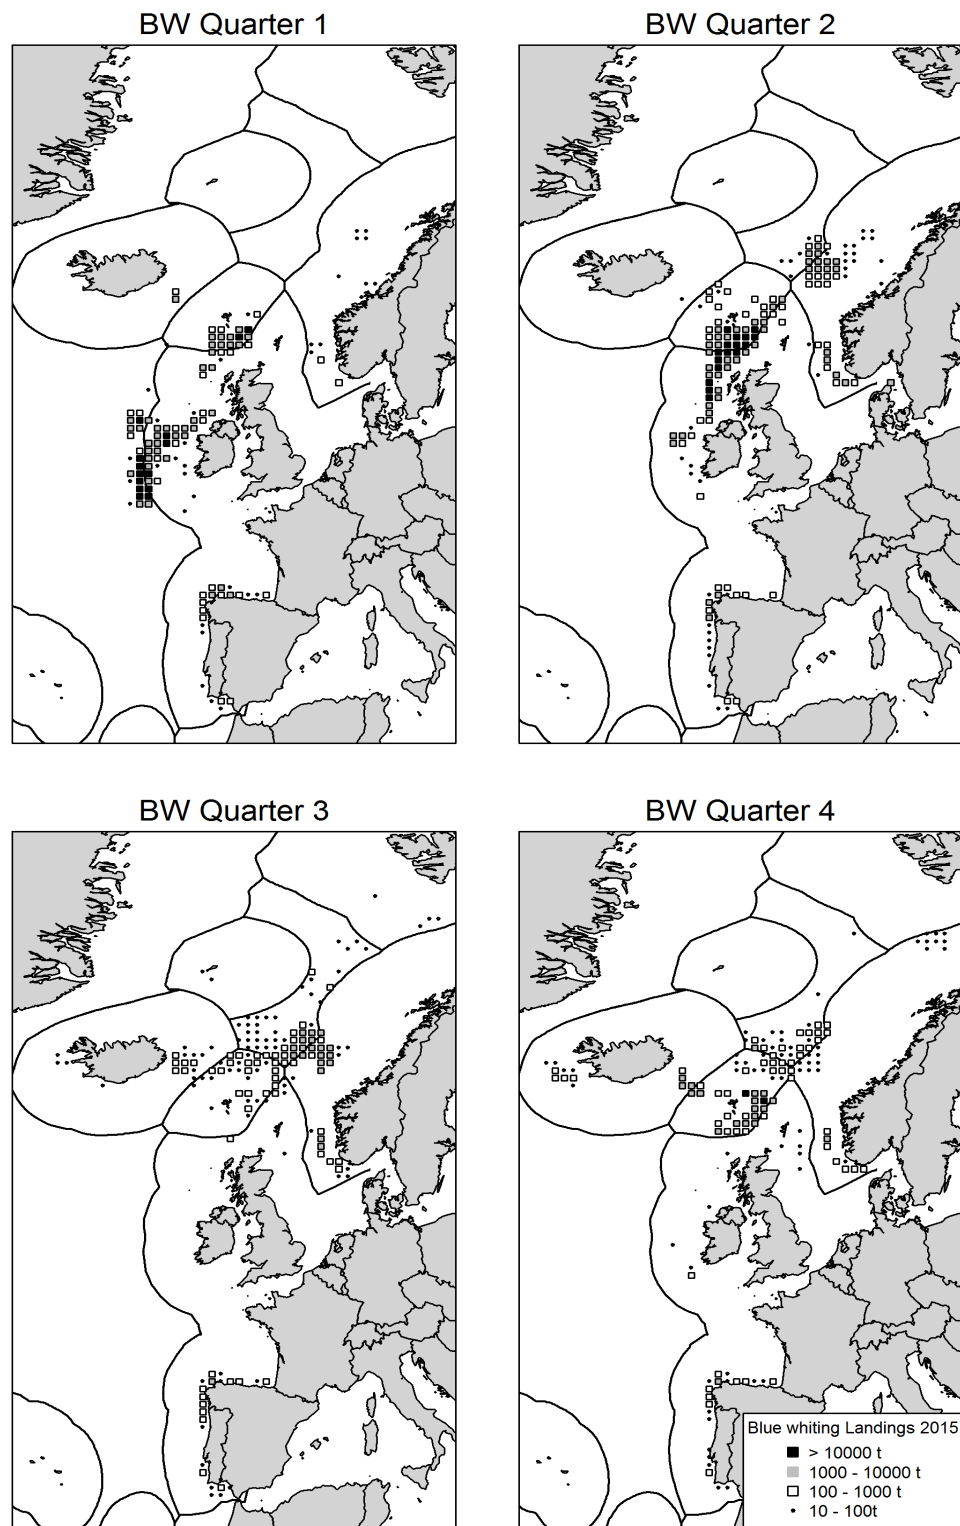 BW Quarter 1
BW Quarter 2
BW Quarter 3
BW Quarter 4
Blue whiting Landings 2015
> 10000 t
1000 - 10000 t
100 - 1000 t
10 - 100t